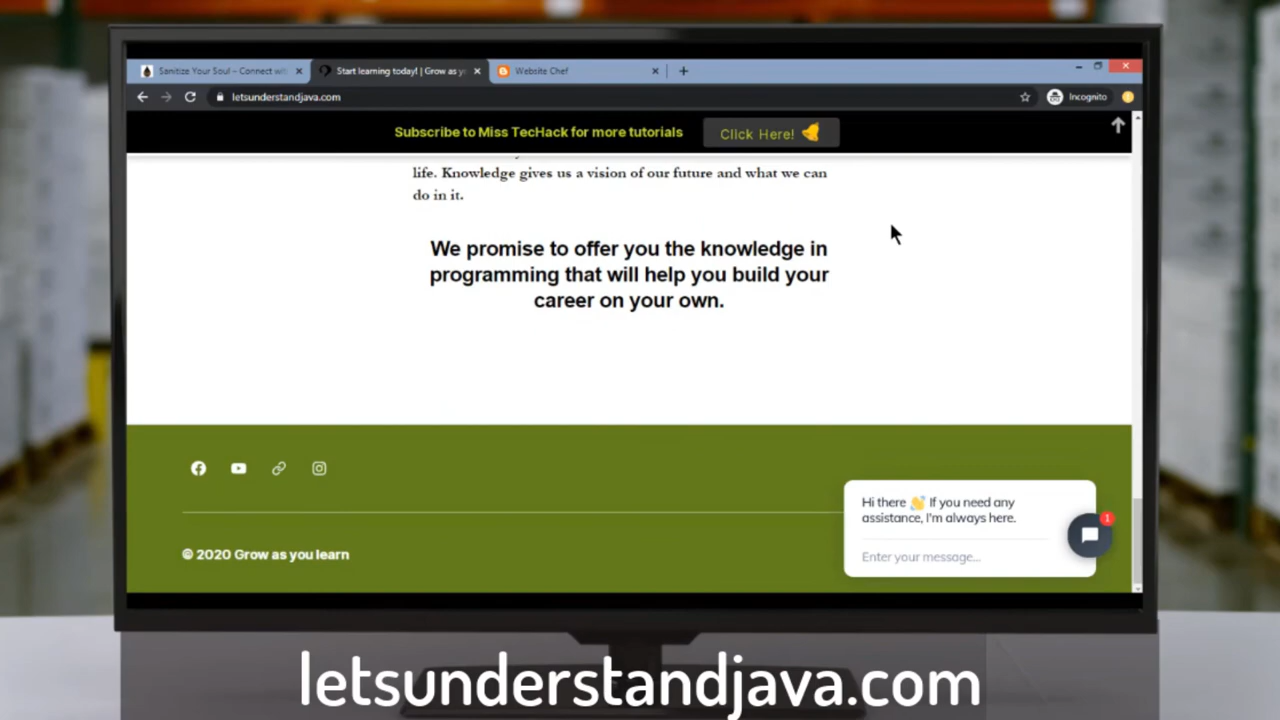 Sanitize Your Soul – Connect wit
Start learning today! | Grow as yo
Website Chef
letsunderstandjava.com
Incognito
Subscribe to Miss TecHack for more tutorials
Click Here!
life. Knowledge gives us a vision of our future and what we can
do in it.
We promise to offer you the knowledge in
programming that will help you build your
career on your own.
Hi there 👋 If you need any
assistance, I'm always here.
1
Enter your message...
© 2020 Grow as you learn
letsunderstandjava.com